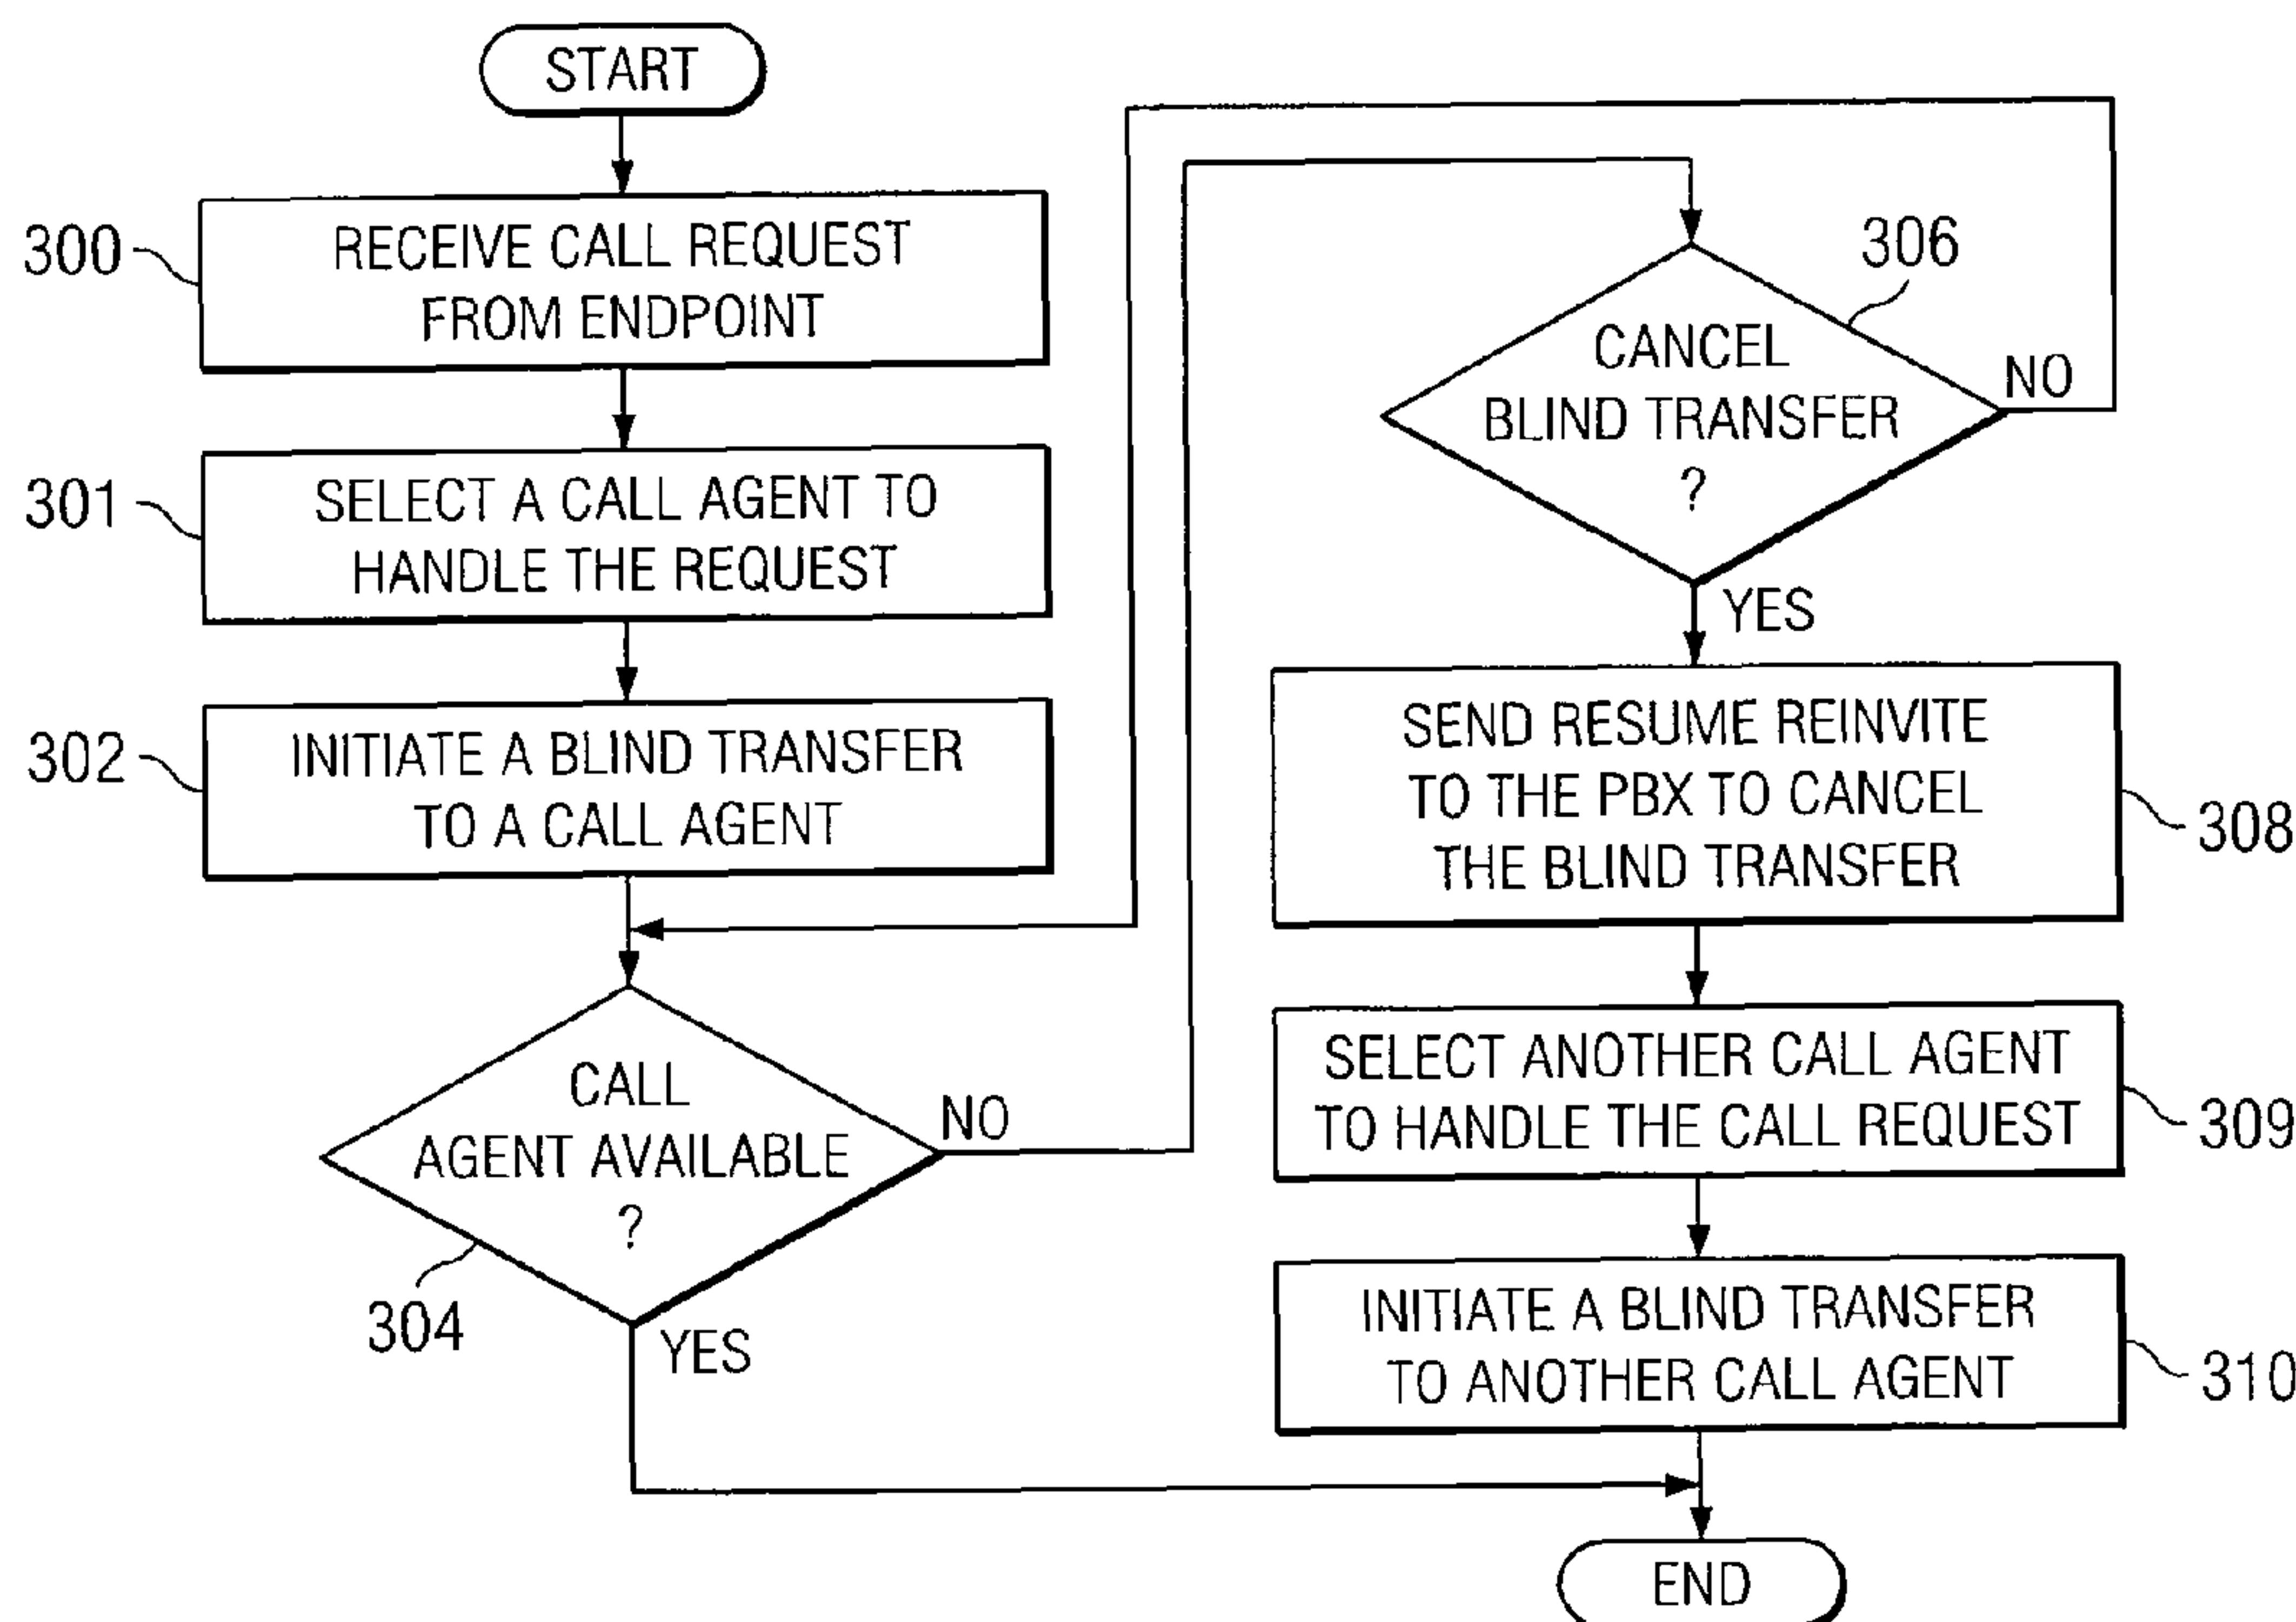 START
300
RECEIVE CALL REQUEST
FROM ENDPOINT
301
SELECT A CALL AGENT TO
HANDLE THE REQUEST
302
INITIATE A BLIND TRANSFER
TO A CALL AGENT
CALL
AGENT AVAILABLE
?
NO
304
YES
306
CANCEL
BLIND TRANSFER
?
NO
YES
SEND RESUME REINVITE
TO THE PBX TO CANCEL
THE BLIND TRANSFER
308
SELECT ANOTHER CALL AGENT
TO HANDLE THE CALL REQUEST
309
INITIATE A BLIND TRANSFER
TO ANOTHER CALL AGENT
310
END